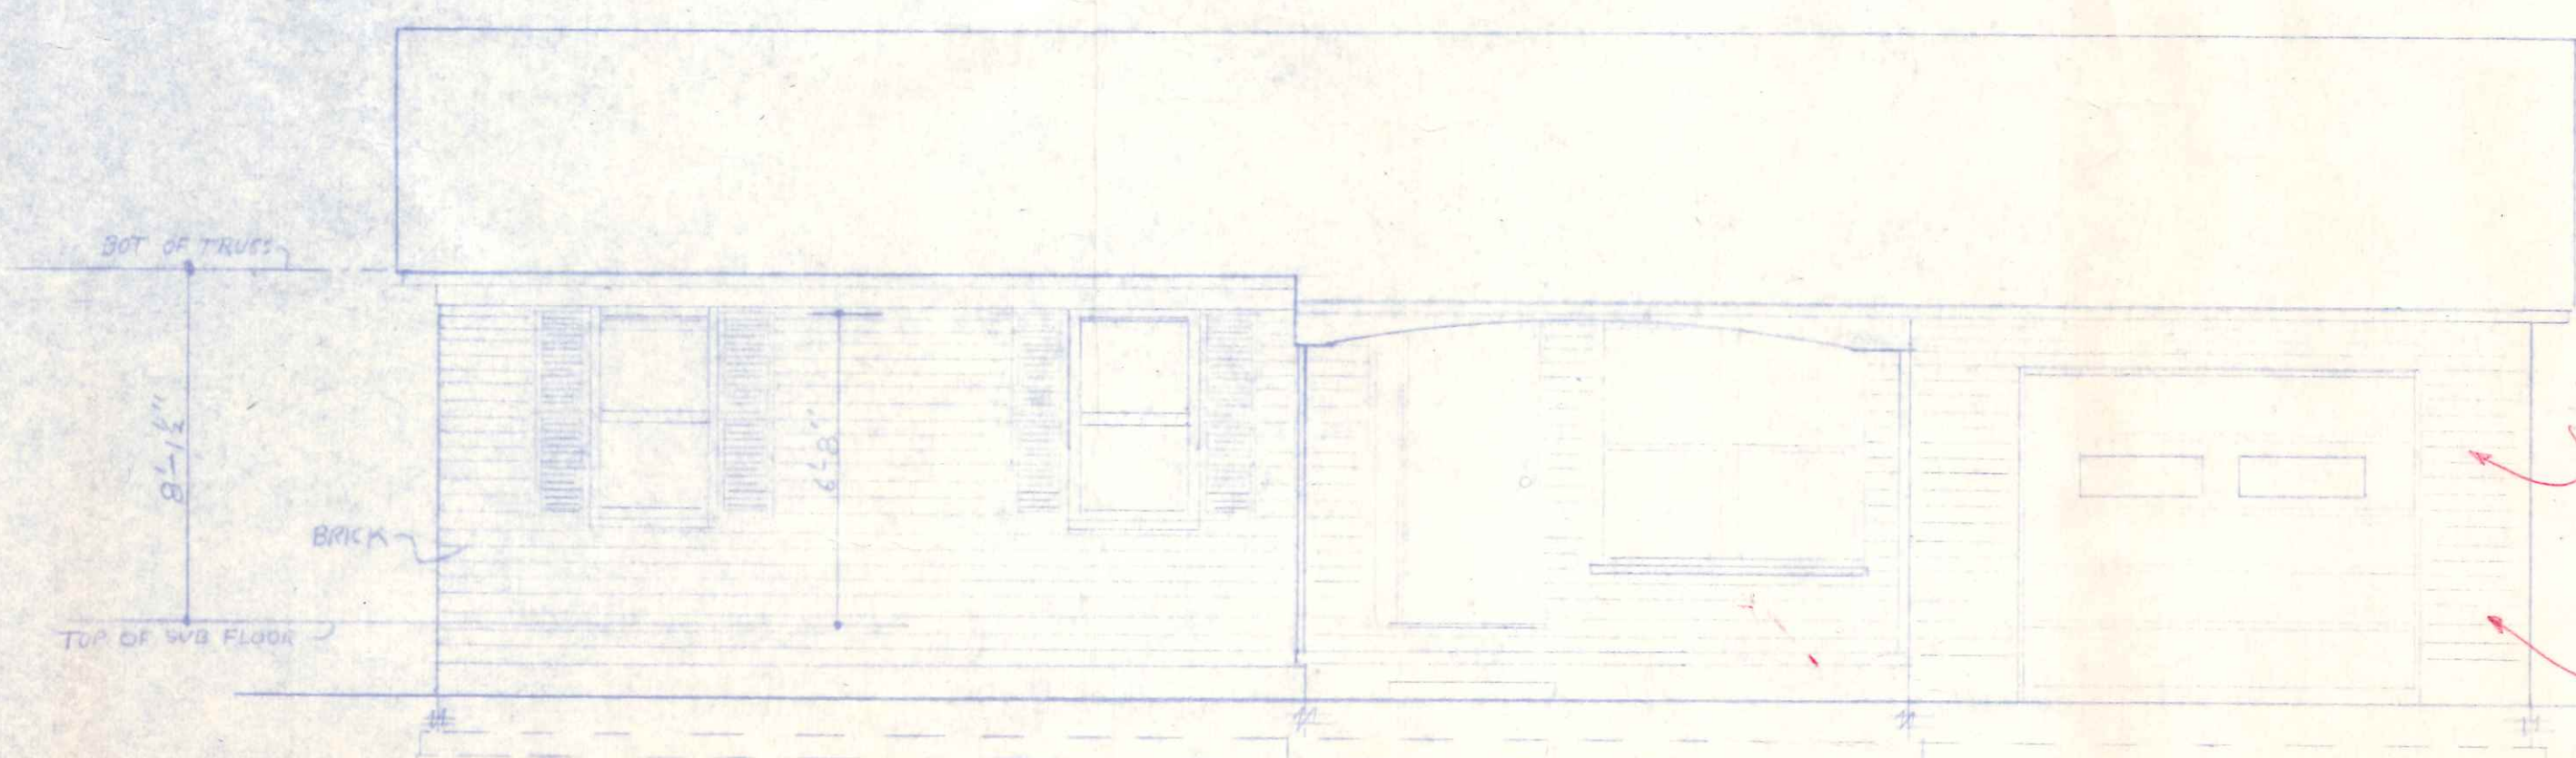 BOT OF TRUSS
8'-1½"
6'-8"
BRICK
TOP OF SUB FLOOR